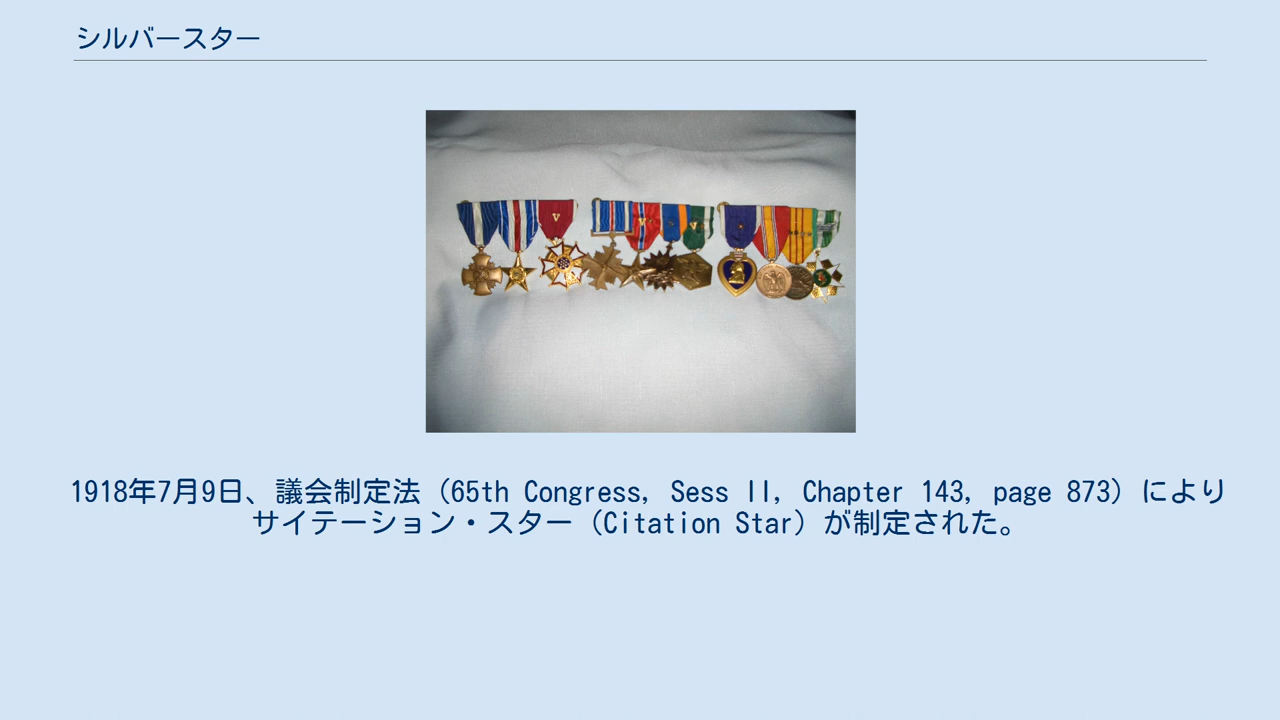 シルバースター
1918年7月9日、議会制定法 (65th Congress, Sess II, Chapter 143, page 873) により
サイテーション・スター (Citation Star) が制定された。